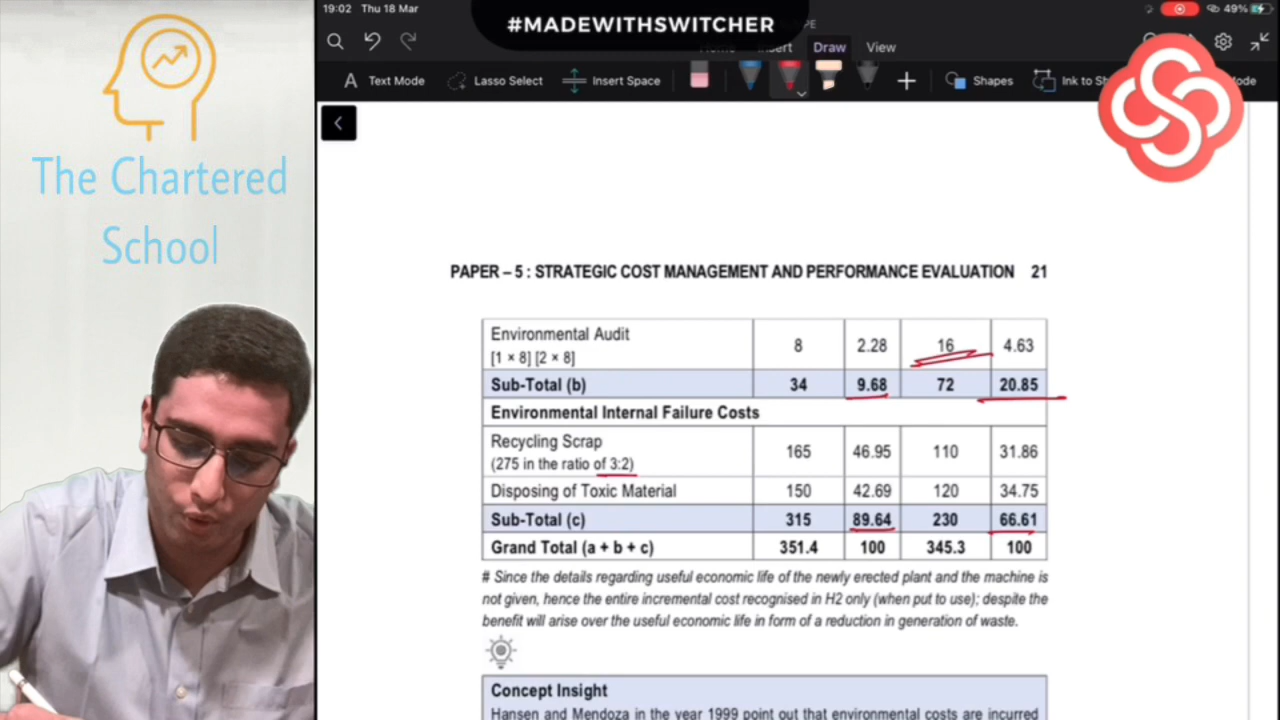 19:02 Thu 18 Mar
#MADEWITHSWITCHER
49%
Insert
Draw
View
Text Mode
Lasso Select
Insert Space
Shapes
Ink to
The Chartered
School
PAPER – 5 : STRATEGIC COST MANAGEMENT AND PERFORMANCE EVALUATION 21
Environmental Audit
[1 × 8] [2 × 8]
8 2.28 16 4.63
Sub-Total (b) 34 9.68 72 20.85
Environmental Internal Failure Costs
Recycling Scrap
(275 in the ratio of 3:2)
165 46.95 110 31.86
Disposing of Toxic Material 150 42.69 120 34.75
Sub-Total (c) 315 89.64 230 66.61
Grand Total (a + b + c) 351.4 100 345.3 100
# Since the details regarding useful economic life of the newly erected plant and the machine is
not given, hence the entire incremental cost recognised in H2 only (when put to use); despite the
benefit will arise over the useful economic life in form of a reduction in generation of waste.
Concept Insight
Hansen and Mendoza in the year 1999 point out that environmental costs are incurred